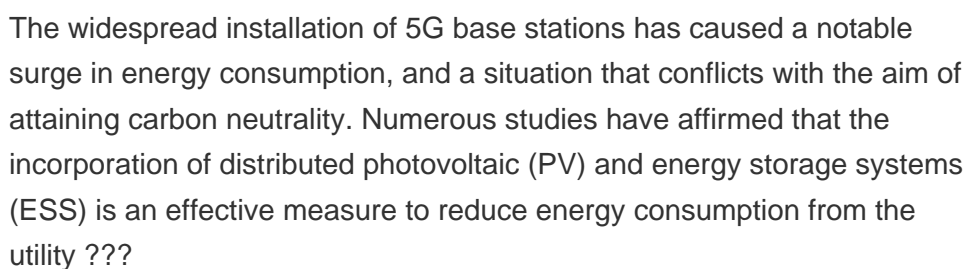 The widespread installation of 5G base stations has caused a notable
surge in energy consumption, and a situation that conflicts with the aim of
attaining carbon neutrality. Numerous studies have affirmed that the
incorporation of distributed photovoltaic (PV) and energy storage systems
(ESS) is an effective measure to reduce energy consumption from the
utility ???